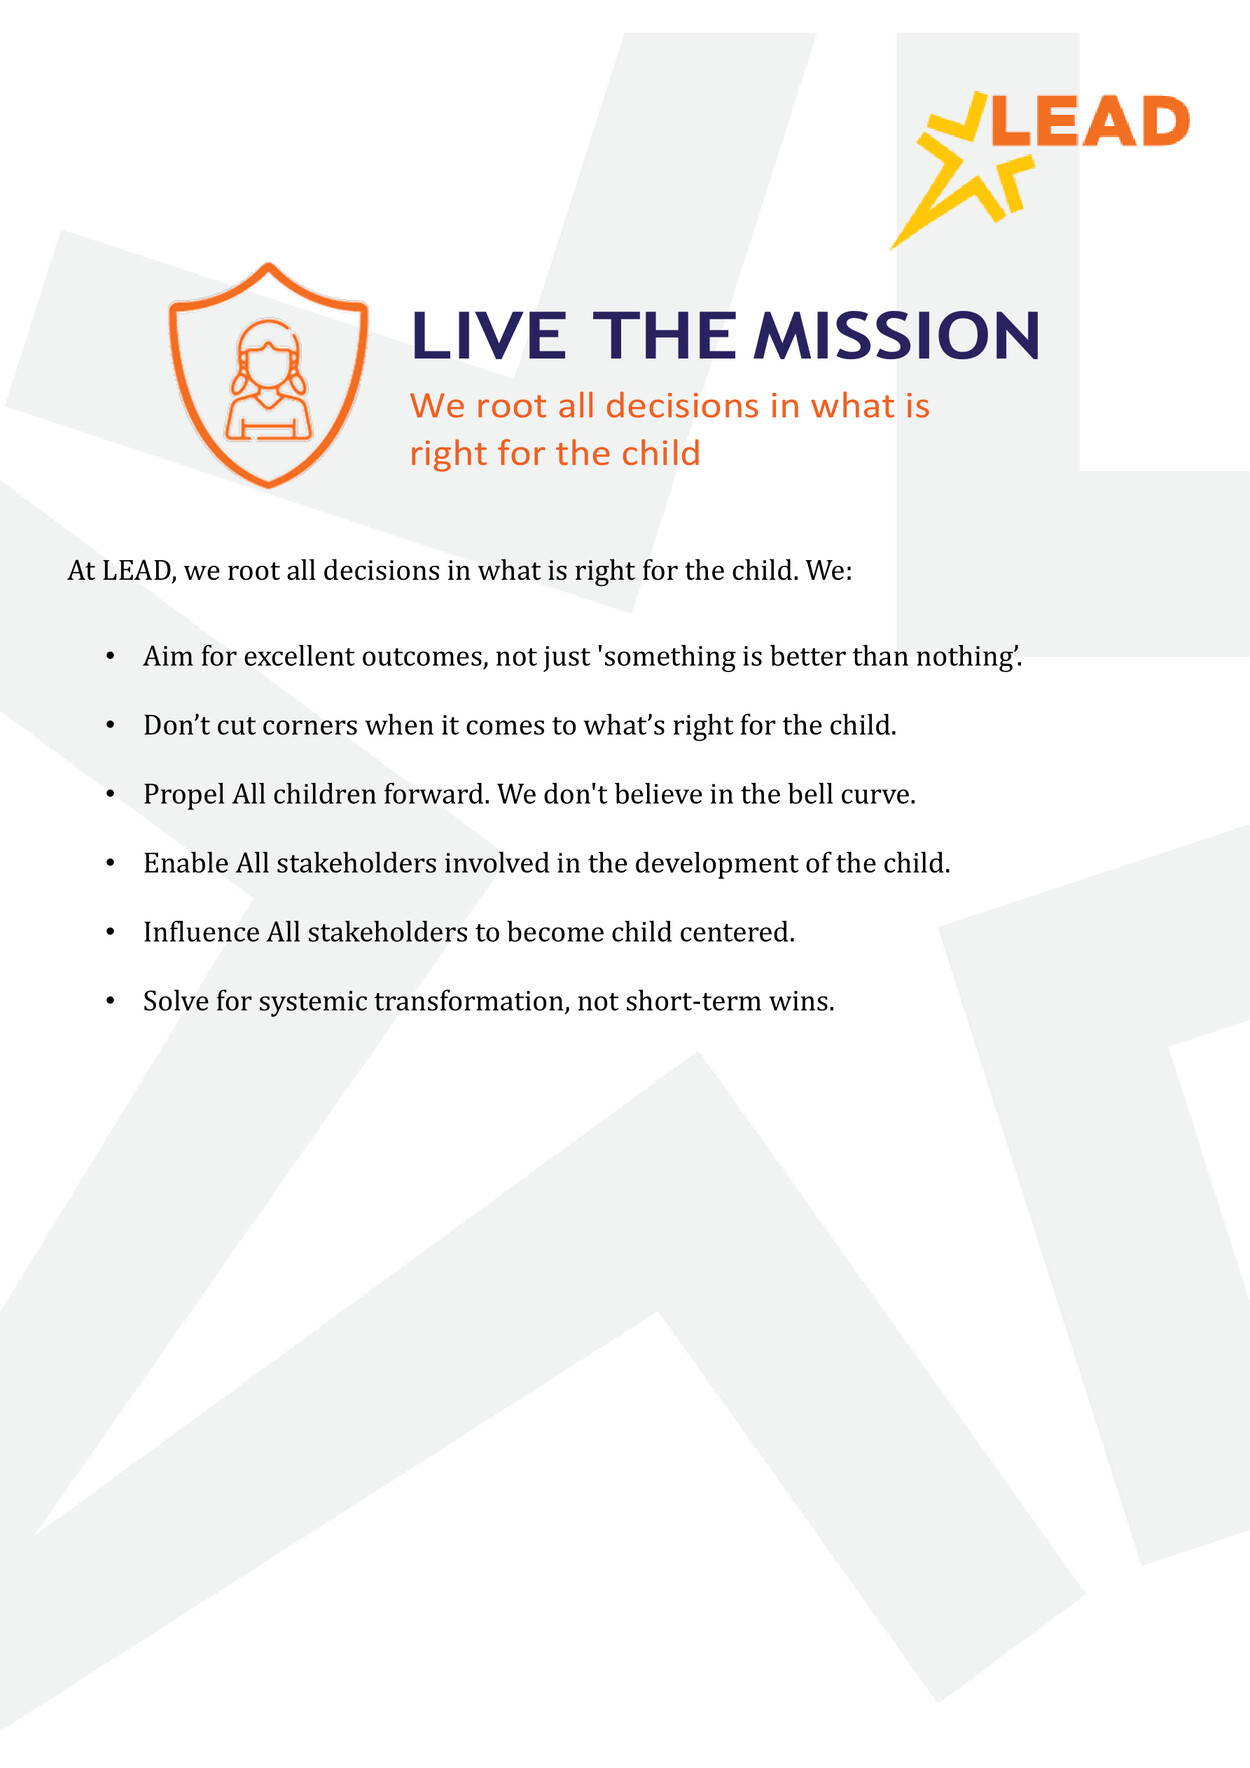 LEAD
LIVE THE MISSION
We root all decisions in what is
right for the child
At LEAD, we root all decisions in what is right for the child. We:
• Aim for excellent outcomes, not just 'something is better than nothing’.
• Don’t cut corners when it comes to what’s right for the child.
• Propel All children forward. We don't believe in the bell curve.
• Enable All stakeholders involved in the development of the child.
• Influence All stakeholders to become child centered.
• Solve for systemic transformation, not short-term wins.